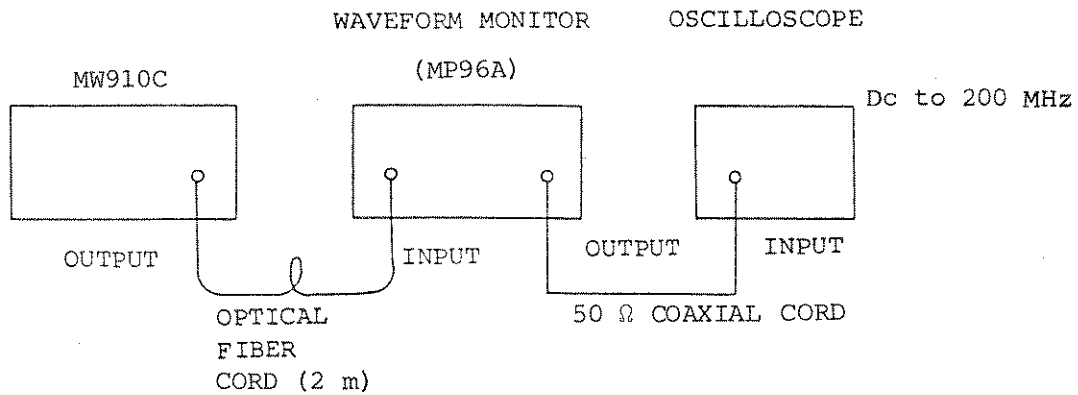 WAVEFORM MONITOR
OSCILLOSCOPE
MW910C
(MP96A)
Dc to 200 MHz
OUTPUT
INPUT
OUTPUT
INPUT
OPTICAL
FIBER
CORD (2 m)
50 Ω COAXIAL CORD